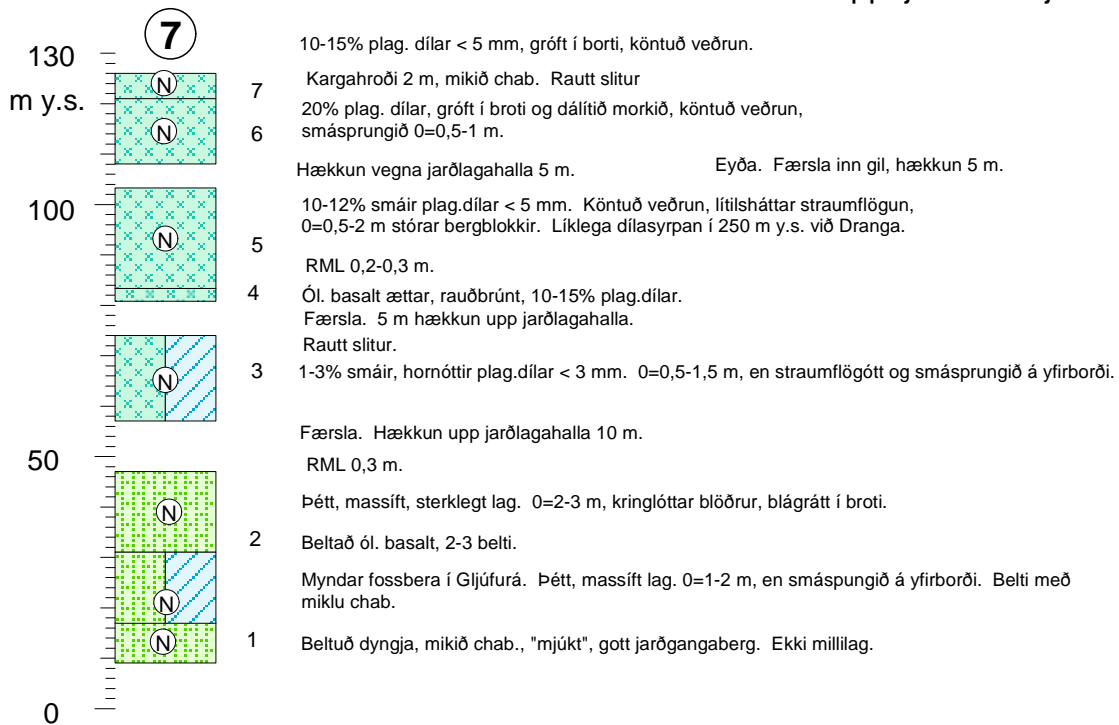 7
130
m y.s.
100
50
0
10-15% plag. dílar < 5 mm, gróft í borti, köntuð veðrun.
N
7
Kargahroði 2 m, mikið chab. Rautt slitur
N
6
20% plag. dílar, gróft í broti og dálítið morkið, köntuð veðrun,
smásprungið 0=0,5-1 m.
Hækkun vegna jarðlagahalla 5 m.
Eyða. Færsla inn gil, hækkun 5 m.
10-12% smáir plag.dílar < 5 mm. Köntuð veðrun, lítilsháttar straumflögun,
0=0,5-2 m stórar bergblokkir. Líklega dílasyrpan í 250 m y.s. við Dranga.
N
5
RML 0,2-0,3 m.
4
Ól. basalt ættar, rauðbrúnt, 10-15% plag.dílar.
Færsla. 5 m hækkun upp jarðlagahalla.
Rautt slitur.
N
3
1-3% smáir, hornóttir plag.dílar < 3 mm. 0=0,5-1,5 m, en straumflögótt og smásprungið á yfirborði.
Færsla. Hækkun upp jarðlagahalla 10 m.
RML 0,3 m.
N
Þétt, massíft, sterklegt lag. 0=2-3 m, kringlóttar blöðrur, blágrátt í broti.
2
Beltað ól. basalt, 2-3 belti.
N
Myndar fossbera í Gljúfurá. Þétt, massíft lag. 0=1-2 m, en smáspungið á yfirborði. Belti með
miklu chab.
N
1
Beltuð dyngja, mikið chab., "mjúkt", gott jarðgangaberg. Ekki millilag.